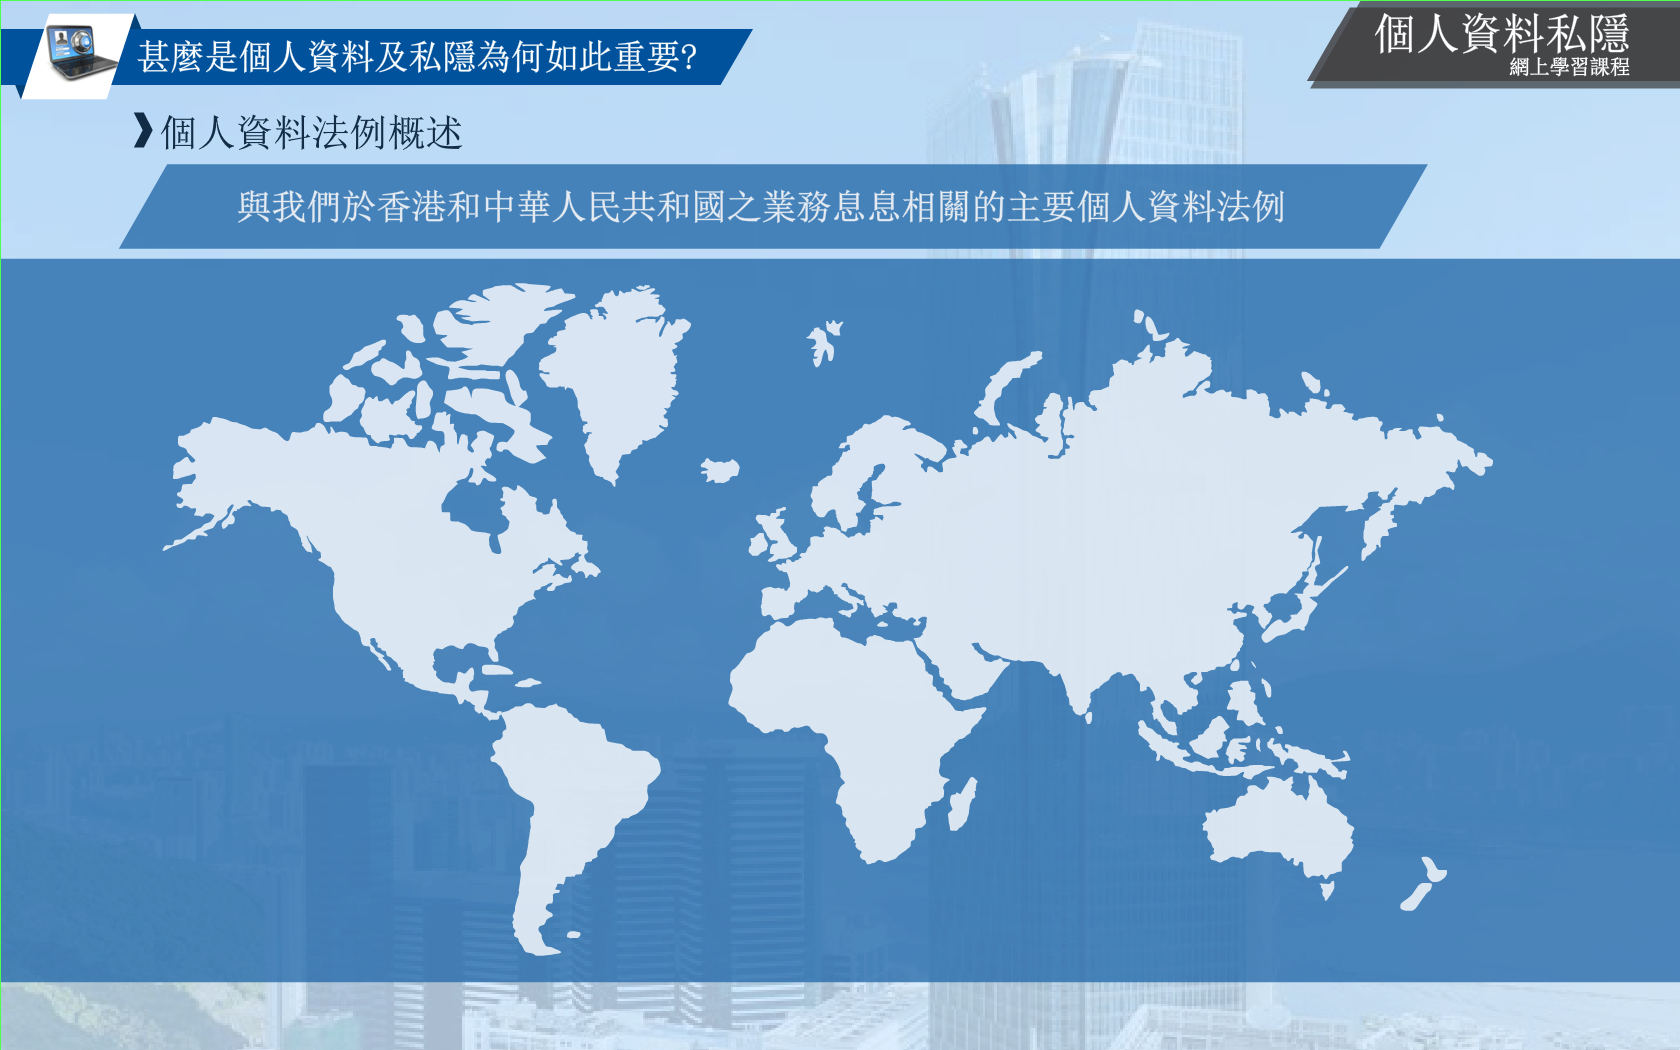 甚麼是個人資料及私隱為何如此重要?
個人資料私隱
網上學習課程
個人資料法例概述
與我們於香港和中華人民共和國之業務息息相關的主要個人資料法例